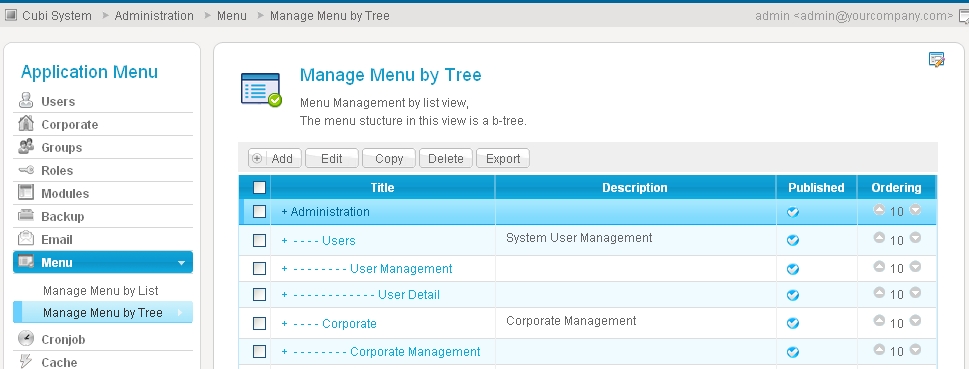 Cubi System Administration Menu Manage Menu by Tree admin <admin@yourcompany.com>
Application Menu
Users
Corporate
Groups
Roles
Modules
Backup
Email
Menu
Manage Menu by List
Manage Menu by Tree
Cronjob
Cache
Manage Menu by Tree
Menu Management by list view,
The menu stucture in this view is a b-tree.
Add Edit Copy Delete Export
Title Description Published Ordering
+ Administration 10
+ - - - - Users System User Management 10
+ - - - - - - - - User Management 10
+ - - - - - - - - - - - - User Detail 10
+ - - - - Corporate Corporate Management 10
+ - - - - - - - - Corporate Management 10